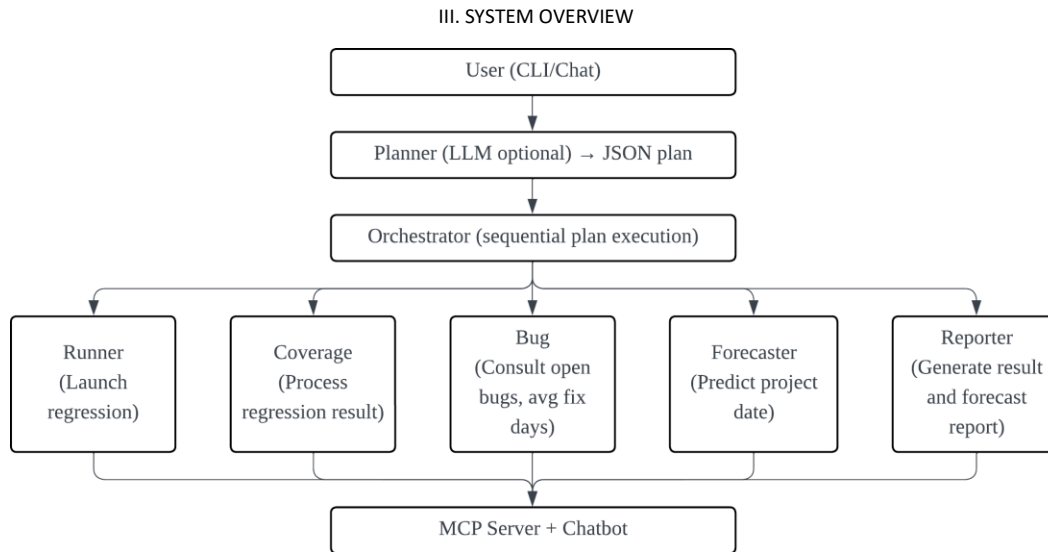 III. SYSTEM OVERVIEW
User (CLI/Chat)
Planner (LLM optional) → JSON plan
Orchestrator (sequential plan execution)
Runner
(Launch
regression)
Coverage
(Process
regression result)
Bug
(Consult open
bugs, avg fix
days)
Forecaster
(Predict project
date)
Reporter
(Generate result
and forecast
report)
MCP Server + Chatbot